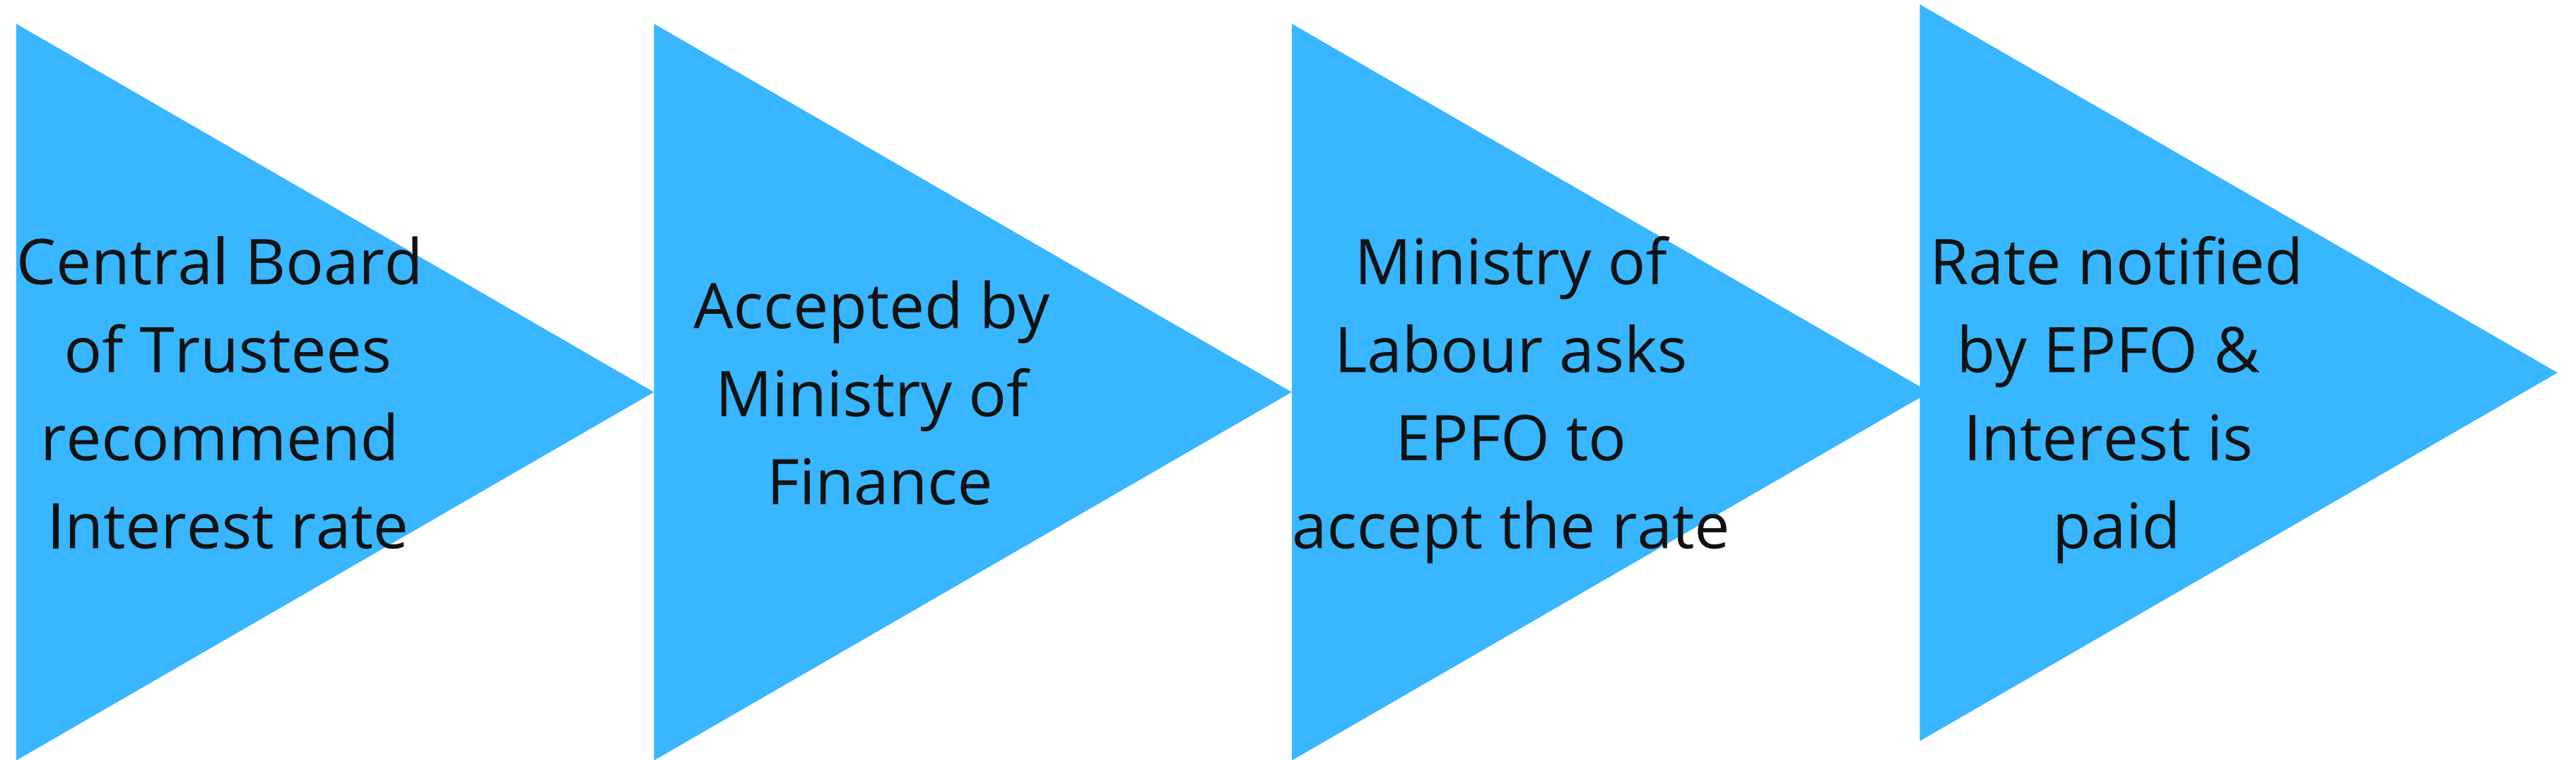 Central Board
of Trustees
recommend
Interest rate
Accepted by
Ministry of
Finance
Ministry of
Labour asks
EPFO to
accept the rate
Rate notified
by EPFO &
Interest is
paid